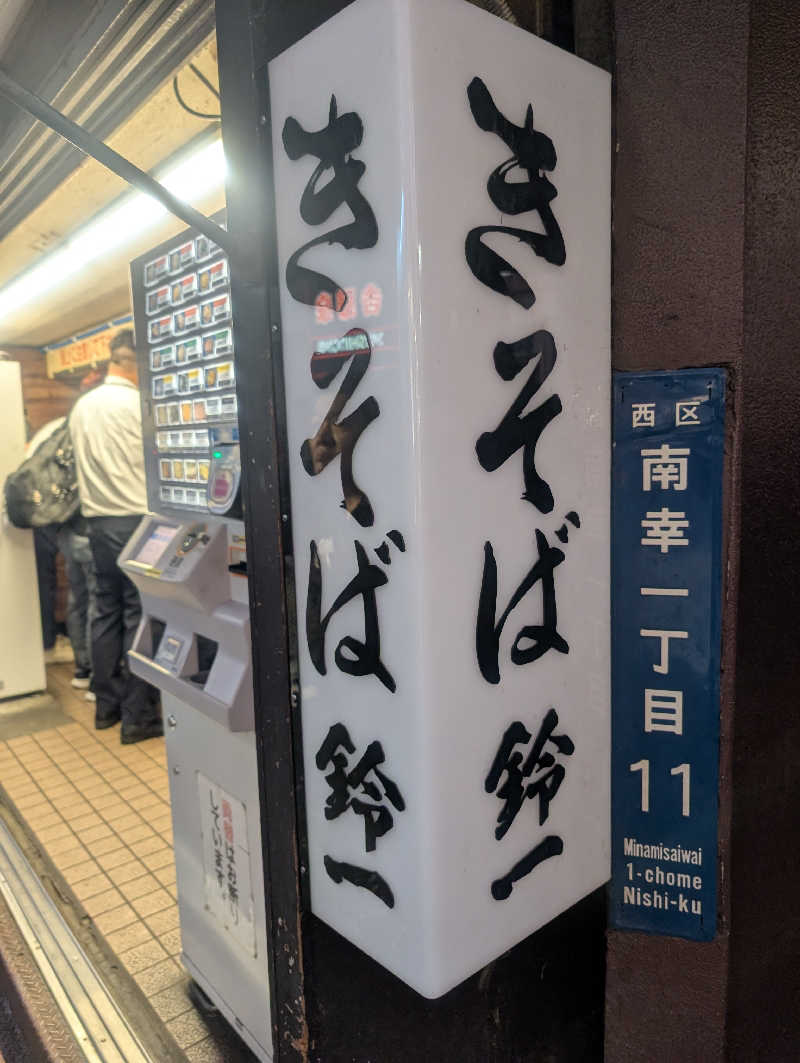 きそば 鈴一
きそば 鈴一
西区
南幸一丁目
11
Minamisaiwai
1-chome
Nishi-ku